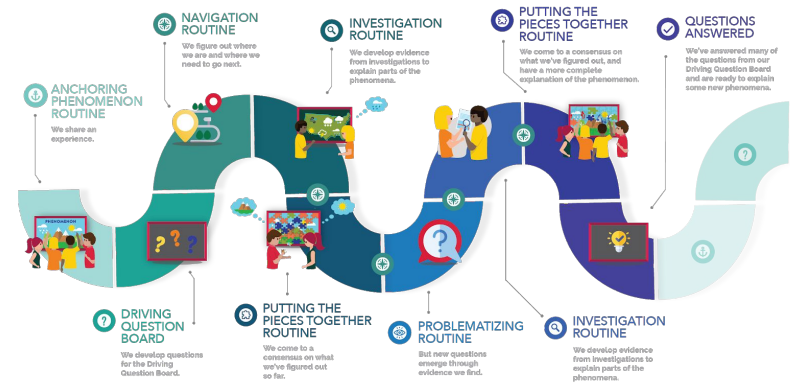 NAVIGATION
ROUTINE
We figure out where
we are and where we
need to go next.
INVESTIGATION
ROUTINE
We develop evidence
from investigations to
explain parts of the
phenomena.
PUTTING THE
PIECES TOGETHER
ROUTINE
We come to a consensus on
what we've figured out, and
have a more complete
explanation of the phenomenon.
QUESTIONS
ANSWERED
We've answered many of
the questions from our
Driving Question Board
and are ready to explain
some new phenomena.
ANCHORING
PHENOMENON
ROUTINE
We share an
experience.
PHENOMENON
? ? ?
?
?
DRIVING
QUESTION
BOARD
We develop questions
for the Driving
Question Board.
PUTTING THE
PIECES TOGETHER
ROUTINE
We come to a
consensus on what
we've figured out
so far.
PROBLEMATIZING
ROUTINE
But new questions
emerge through
evidence we find.
INVESTIGATION
ROUTINE
We develop evidence
from investigations to
explain parts of the
phenomena.